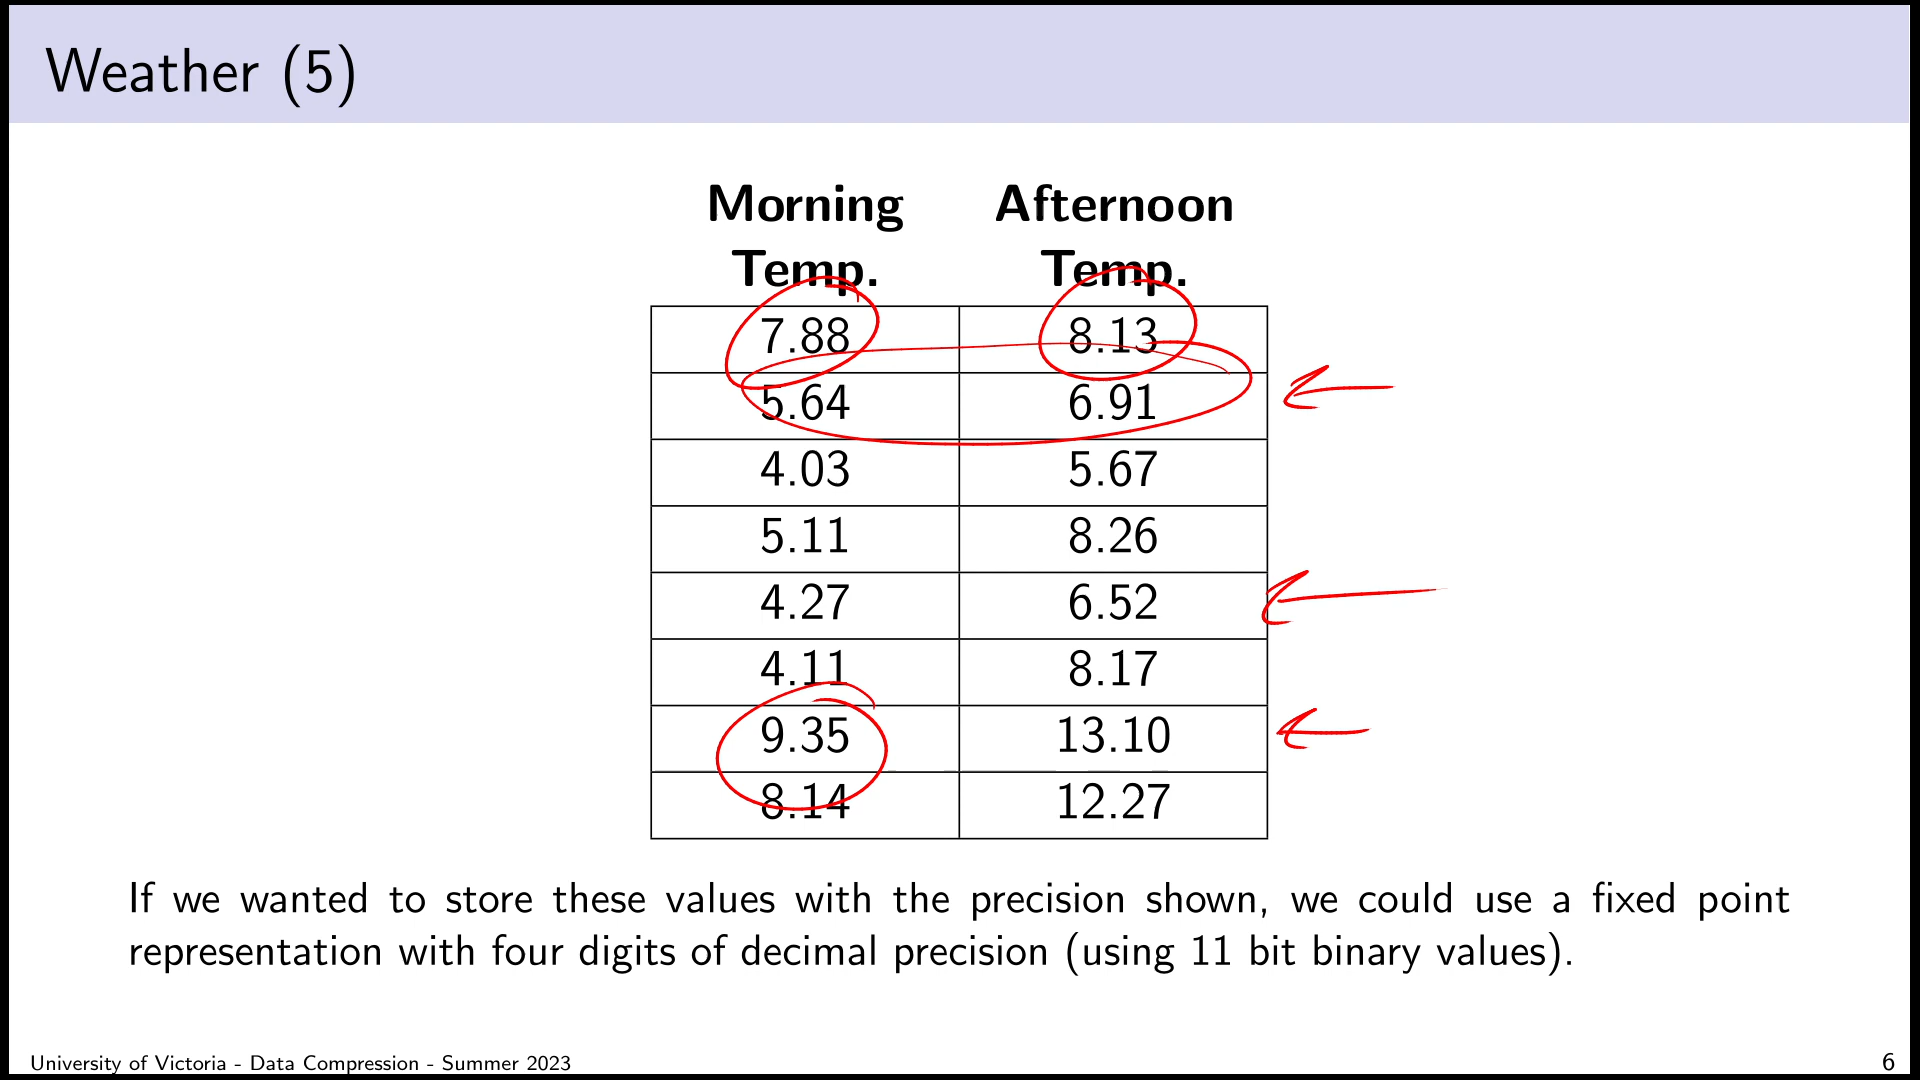 Weather (5)
Morning Afternoon
Temp. Temp.
7.88 8.13
5.64 6.91
4.03 5.67
5.11 8.26
4.27 6.52
4.11 8.17
9.35 13.10
8.14 12.27
If we wanted to store these values with the precision shown, we could use a fixed point
representation with four digits of decimal precision (using 11 bit binary values).
University of Victoria - Data Compression - Summer 2023 6